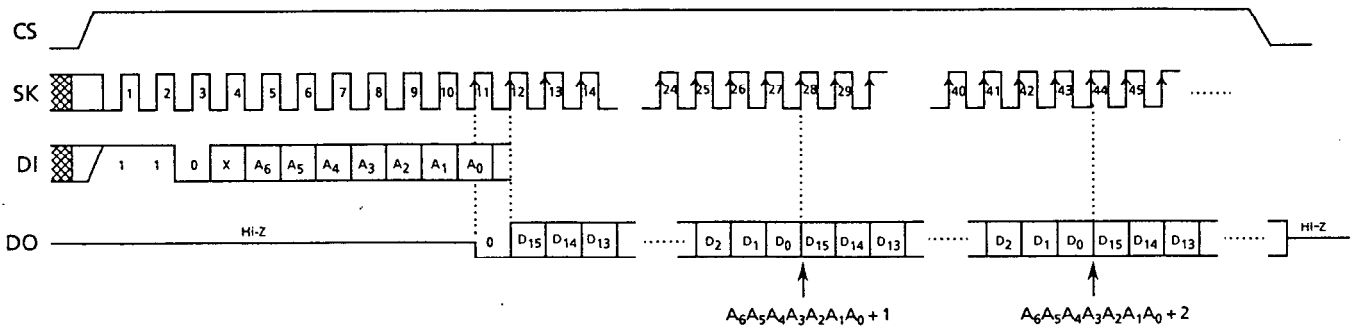 CS
SK 1 2 3 4 5 6 7 8 9 10 11 12 13 14 24 25 26 27 28 29 40 41 42 43 44 45 ......
DI 1 1 0 X A6 A5 A4 A3 A2 A1 A0
DO Hi-Z 0 D15 D14 D13 ...... D2 D1 D0 D15 D14 D13 ...... D2 D1 D0 D15 D14 D13 ...... Hi-Z
A6A5A4A3A2A1A0 + 1 A6A5A4A3A2A1A0 + 2